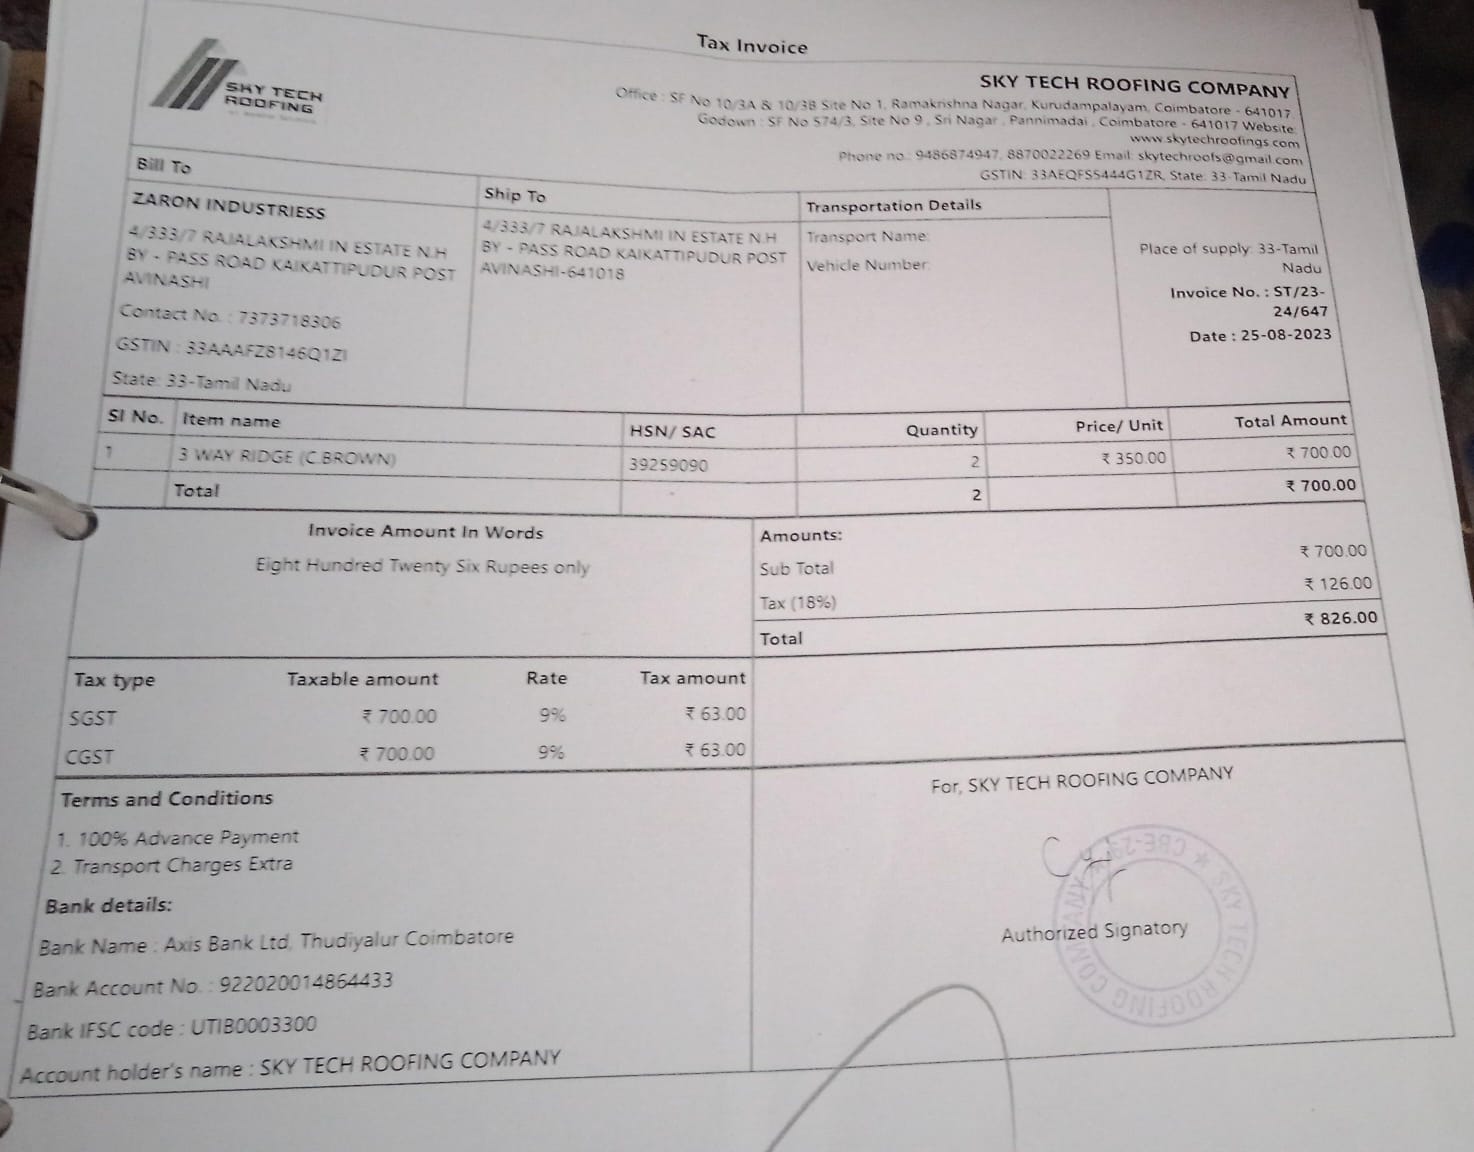 Tax Invoice
SKY TECH
ROOFING
SKY TECH ROOFING COMPANY
Office : SF No 10/3A & 10/3B Site No 1, Ramakrishna Nagar, Kurudampalayam, Coimbatore - 641017
Godown : SF No 574/3, Site No 9 , Sri Nagar , Pannimadai , Coimbatore - 641017 Website:
www.skytechroofings.com
Phone no.: 9486874947, 8870022269 Email: skytechroofs@gmail.com
GSTIN: 33AEQFS5444G1ZR, State: 33-Tamil Nadu
Bill To
ZARON INDUSTRIESS
4/333/7 RAJALAKSHMI IN ESTATE N.H
BY - PASS ROAD KAIKATTIPUDUR POST
AVINASHI
Contact No. : 7373718306
GSTIN : 33AAAFZ8146Q1ZI
State: 33-Tamil Nadu
Ship To
4/333/7 RAJALAKSHMI IN ESTATE N.H
BY - PASS ROAD KAIKATTIPUDUR POST
AVINASHI-641018
Transportation Details
Transport Name:
Vehicle Number:
Place of supply: 33-Tamil
Nadu
Invoice No. : ST/23-
24/647
Date : 25-08-2023
SI No. Item name HSN/ SAC Quantity Price/ Unit Total Amount
1 3 WAY RIDGE (C.BROWN) 39259090 2 ₹ 350.00 ₹ 700.00
Total 2 ₹ 700.00
Invoice Amount In Words
Eight Hundred Twenty Six Rupees only
Amounts:
Sub Total ₹ 700.00
Tax (18%) ₹ 126.00
Total ₹ 826.00
Tax type Taxable amount Rate Tax amount
SGST ₹ 700.00 9% ₹ 63.00
CGST ₹ 700.00 9% ₹ 63.00
Terms and Conditions
1. 100% Advance Payment
2. Transport Charges Extra
Bank details:
Bank Name : Axis Bank Ltd, Thudiyalur Coimbatore
Bank Account No. : 922020014864433
Bank IFSC code : UTIB0003300
Account holder's name : SKY TECH ROOFING COMPANY
For, SKY TECH ROOFING COMPANY
Authorized Signatory
SKY TECH ROOFING COMPANY ★ CBE-29 ★